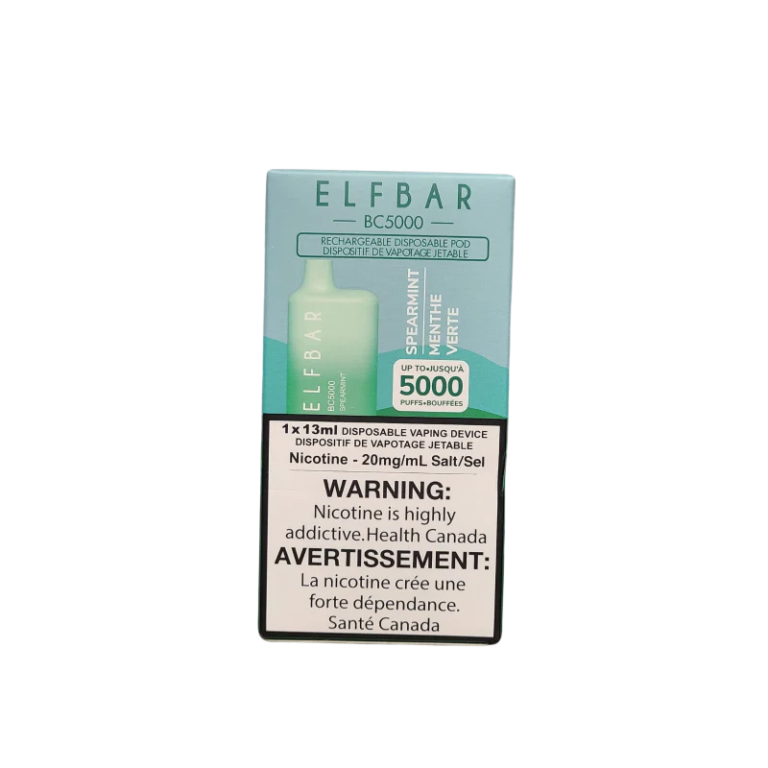 ELFBAR
BC5000
RECHARGEABLE DISPOSABLE POD
DISPOSITIF DE VAPOTAGE JETABLE
SPEARMINT
MENTHE
VERTE
ELFBAR
BC5000
SPEARMINT
UP TO•JUSQU'À
5000
PUFFS•BOUFFÉES
1 x 13ml DISPOSABLE VAPING DEVICE
DISPOSITIF DE VAPOTAGE JETABLE
Nicotine - 20mg/mL Salt/Sel
WARNING:
Nicotine is highly
addictive.Health Canada
AVERTISSEMENT:
La nicotine crée une
forte dépendance.
Santé Canada